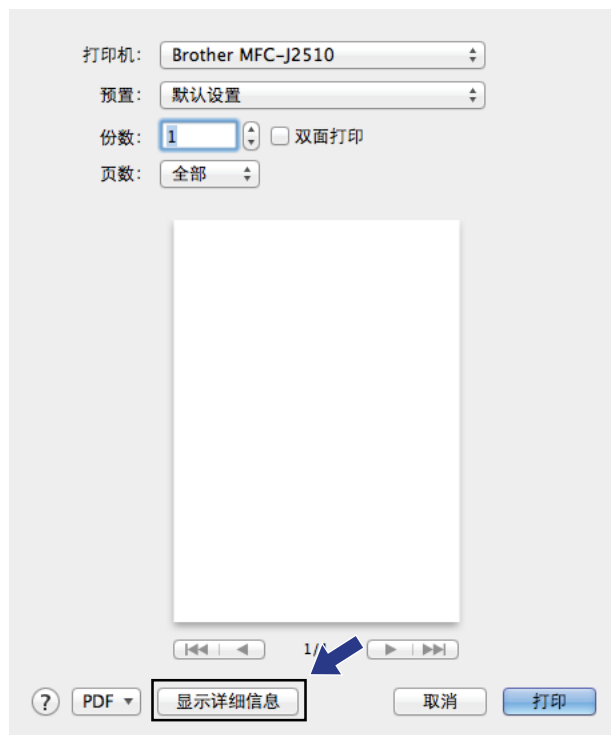 打印机: Brother MFC-J2510
预置: 默认设置
份数: 1 双面打印
页数: 全部
1/
? PDF 显示详细信息 取消 打印